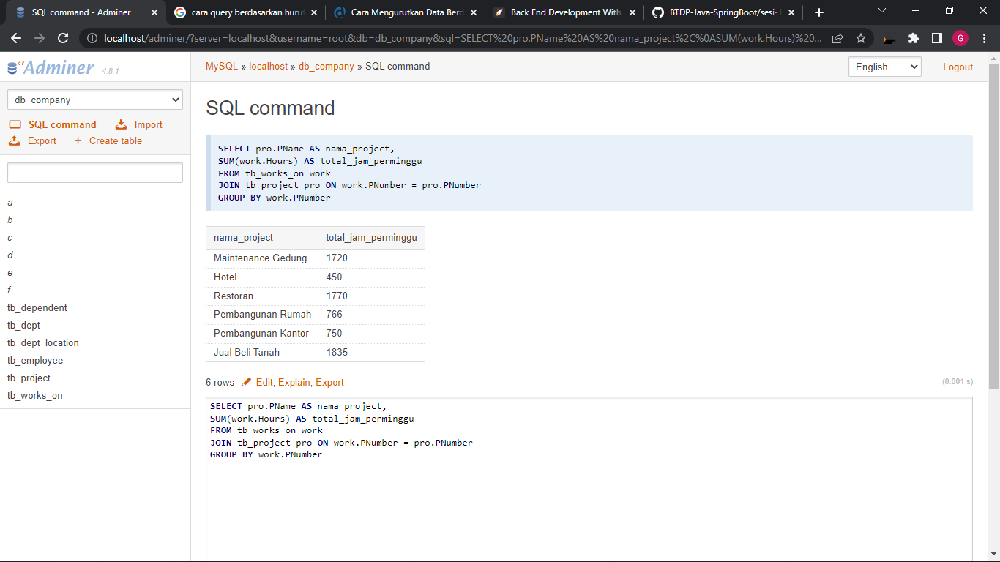 SQL command - Adminer
cara query berdasarkan huru
Cara Mengurutkan Data Berd
Back End Development With
BTDP-Java-SpringBoot/sesi-1
localhost/adminer/?server=localhost&username=root&db=db_company&sql=SELECT%20pro.PName%20AS%20nama_project%2C%0ASUM(work.Hours)%20...
G
Adminer 4.8.1
MySQL » localhost » db_company » SQL command
English
Logout
db_company
SQL command
Import
Export
Create table
a
b
c
d
e
f
tb_dependent
tb_dept
tb_dept_location
tb_employee
tb_project
tb_works_on
SQL command
SELECT pro.PName AS nama_project,
SUM(work.Hours) AS total_jam_perminggu
FROM tb_works_on work
JOIN tb_project pro ON work.PNumber = pro.PNumber
GROUP BY work.PNumber
nama_project total_jam_perminggu
Maintenance Gedung 1720
Hotel 450
Restoran 1770
Pembangunan Rumah 766
Pembangunan Kantor 750
Jual Beli Tanah 1835
6 rows Edit, Explain, Export (0.001 s)
SELECT pro.PName AS nama_project,
SUM(work.Hours) AS total_jam_perminggu
FROM tb_works_on work
JOIN tb_project pro ON work.PNumber = pro.PNumber
GROUP BY work.PNumber